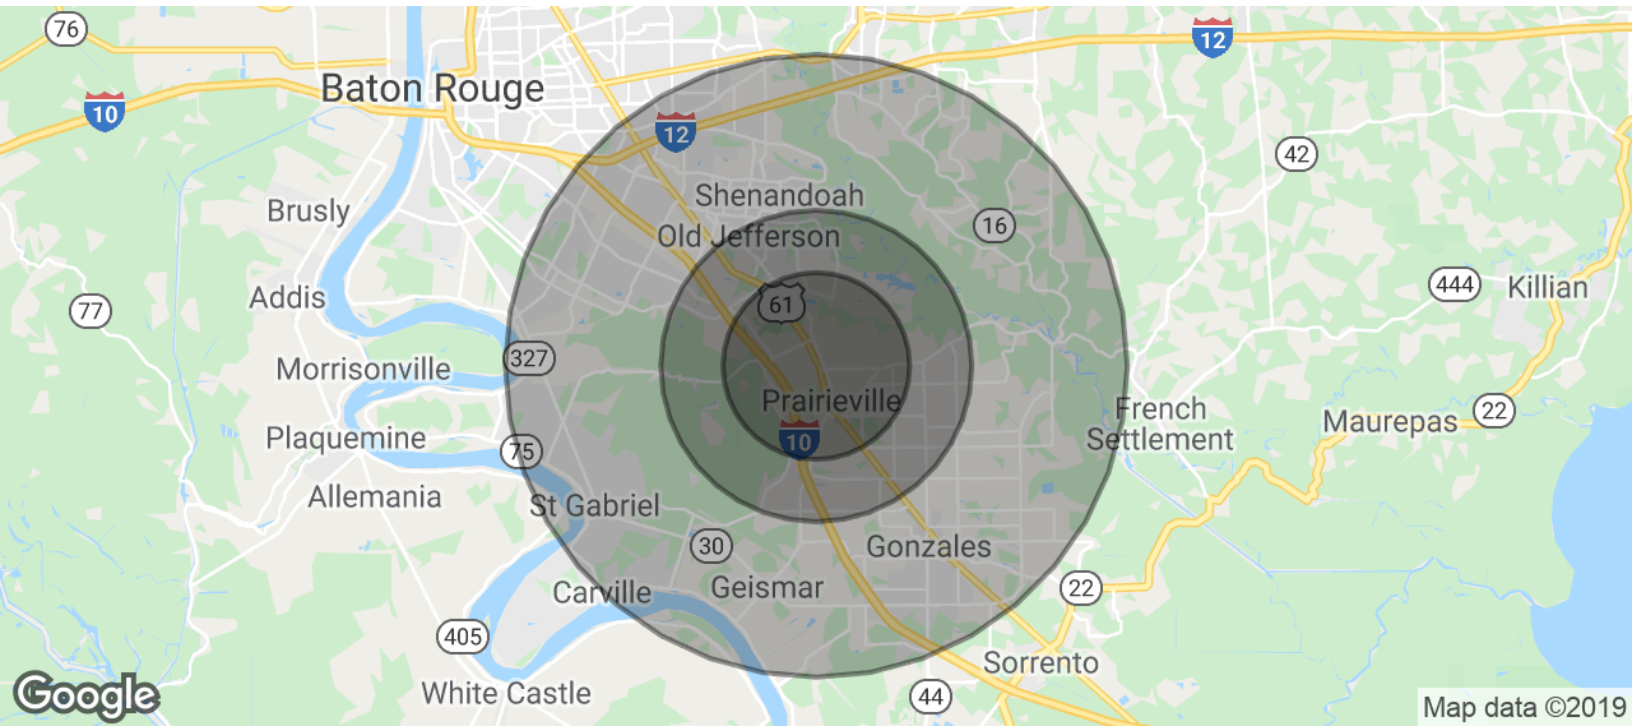 76
12
Baton Rouge
10
12
42
Shenandoah
Brusly
16
Old Jefferson
Addis
61
444
Killian
77
327
Morrisonville
Prairieville
French
Settlement
22
Maurepas
Plaquemine
10
75
Allemania
St Gabriel
30
Gonzales
Geismar
22
Carville
405
Sorrento
White Castle
44
Google
Map data ©2019